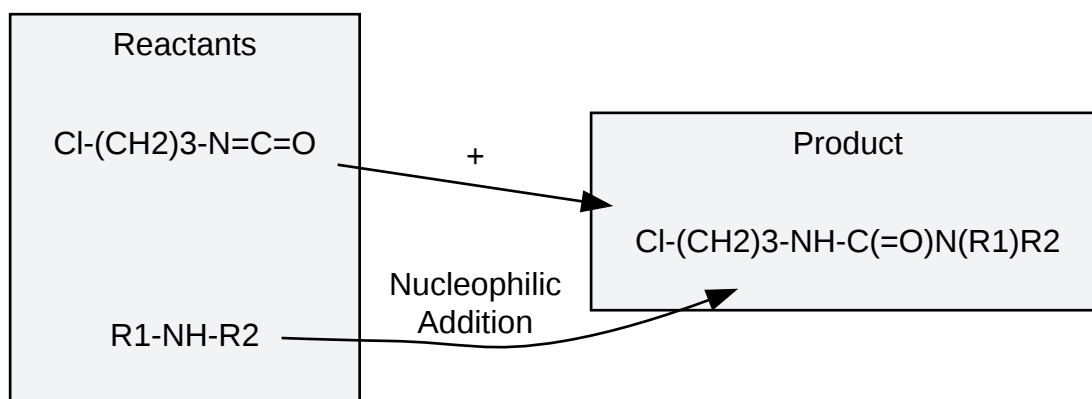 Reactants
Cl-(CH2)3-N=C=O
R1-NH-R2
+
Nucleophilic
Addition
Product
Cl-(CH2)3-NH-C(=O)N(R1)R2